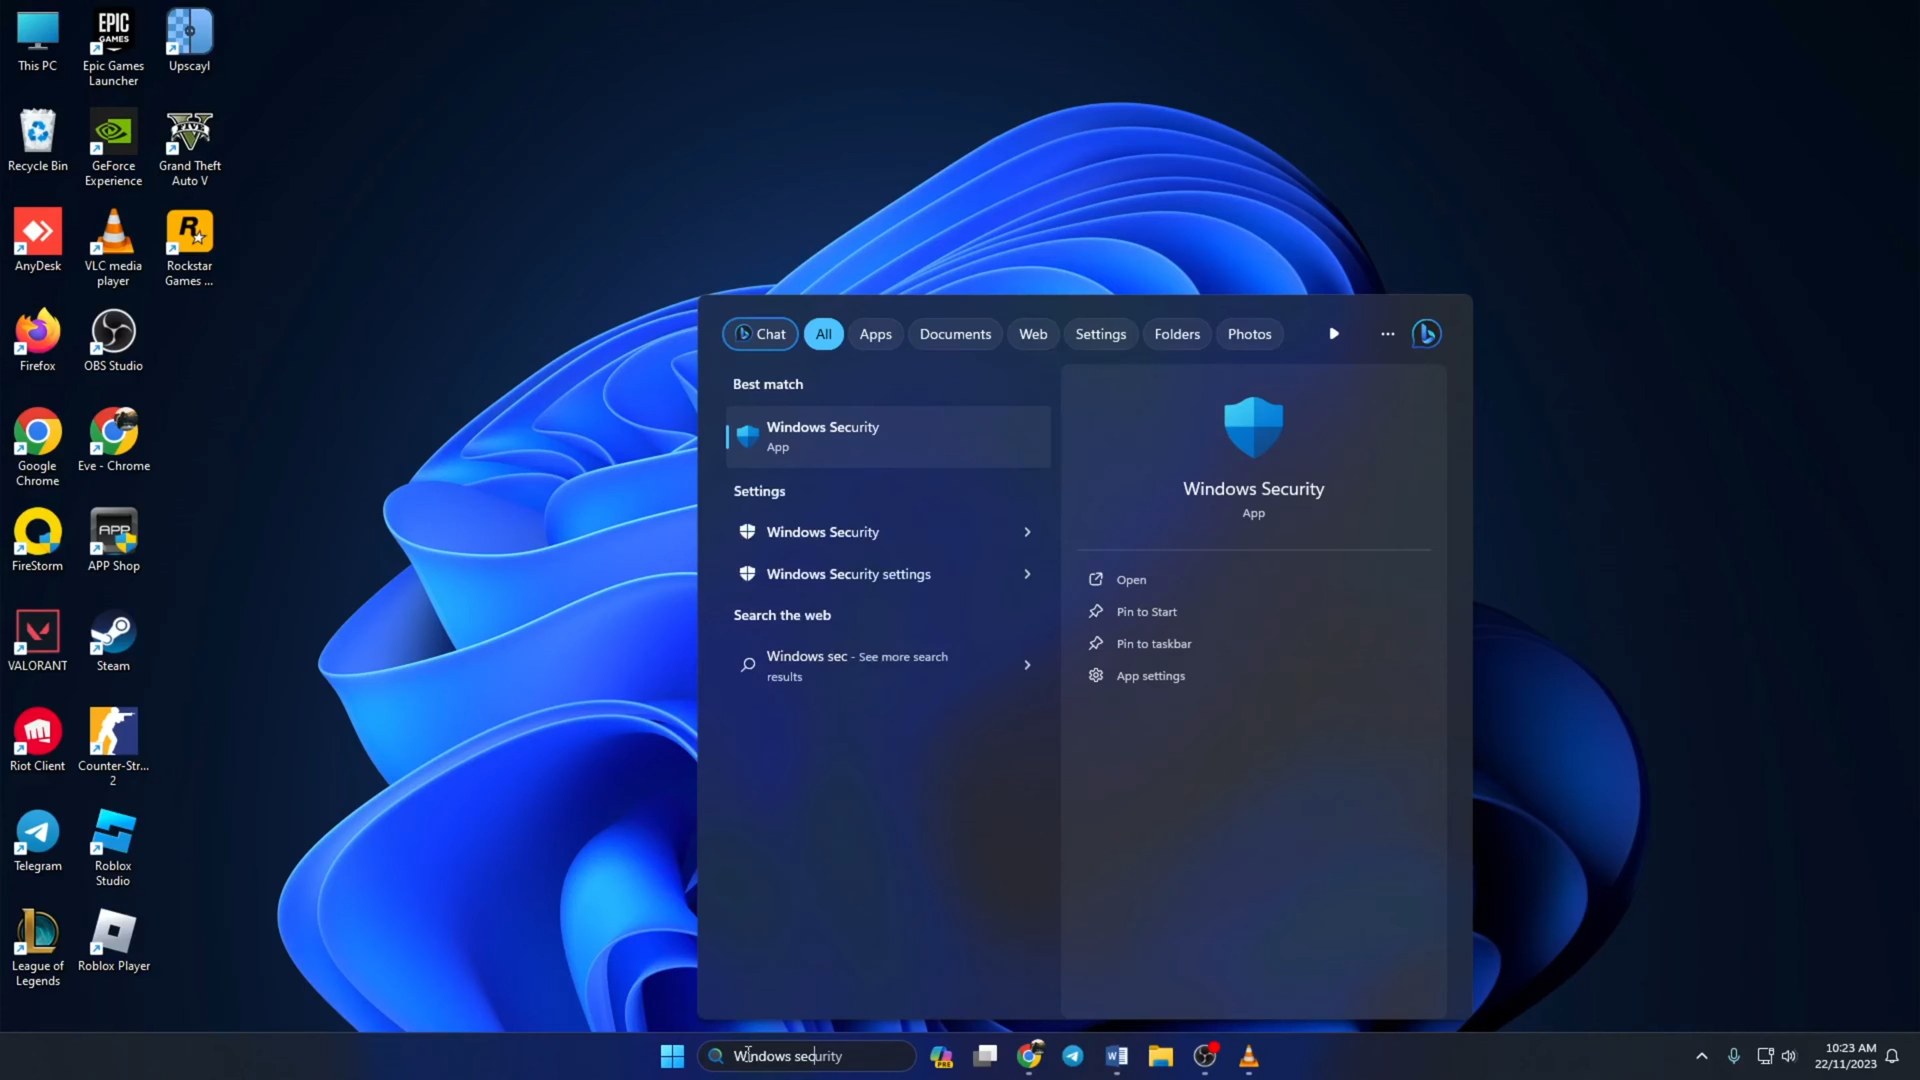 This PC
EPIC
GAMES
Epic Games
Launcher
Upscayl
Recycle Bin
GeForce
Experience
FIVE
Grand Theft
Auto V
AnyDesk
VLC media
player
R
Rockstar
Games ...
Firefox
OBS Studio
Google
Chrome
Eve - Chrome
FireStorm
APP
APP Shop
VALORANT
Steam
Riot Client
Counter-Str...
2
Telegram
Roblox
Studio
League of
Legends
Roblox Player
Chat
All
Apps
Documents
Web
Settings
Folders
Photos
Best match
Windows Security
App
Settings
Windows Security
Windows Security settings
Search the web
Windows sec - See more search
results
Windows Security
App
Open
Pin to Start
Pin to taskbar
App settings
Windows security
PRE
W
10:23 AM
22/11/2023